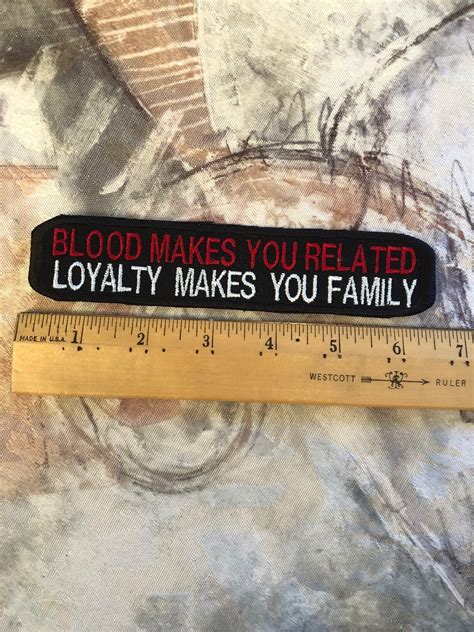 BLOOD MAKES YOU RELATED
LOYALTY MAKES YOU FAMILY
MADE IN U.S.A.
1 2 3 4 5 6 7
WESTCOTT RULER